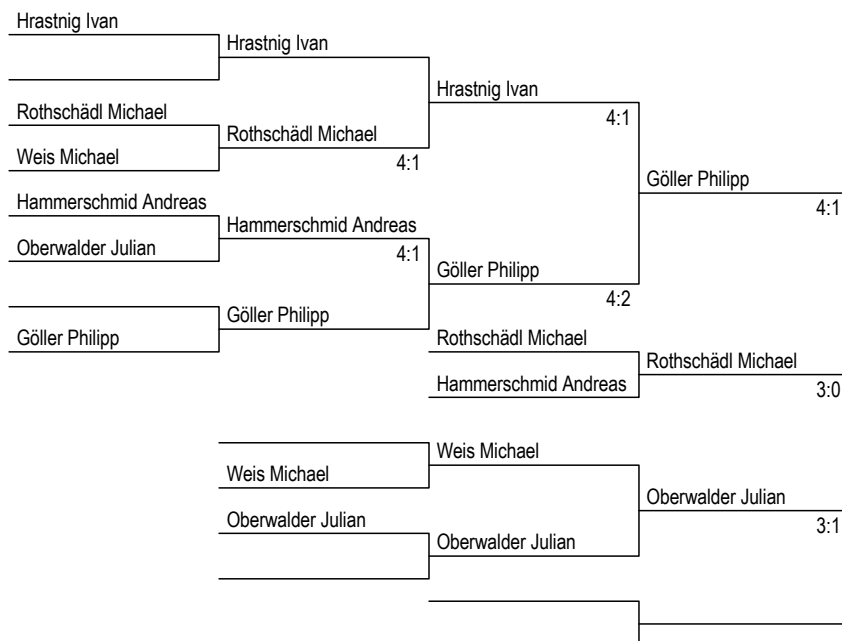 Hrastnig Ivan
Hrastnig Ivan
Hrastnig Ivan
4:1
Rothschädl Michael
Rothschädl Michael
4:1
Weis Michael
Göller Philipp
4:1
Hammerschmid Andreas
Hammerschmid Andreas
4:1
Oberwalder Julian
Göller Philipp
4:2
Göller Philipp
Göller Philipp
Rothschädl Michael
Rothschädl Michael
3:0
Hammerschmid Andreas
Weis Michael
Weis Michael
Oberwalder Julian
3:1
Oberwalder Julian
Oberwalder Julian